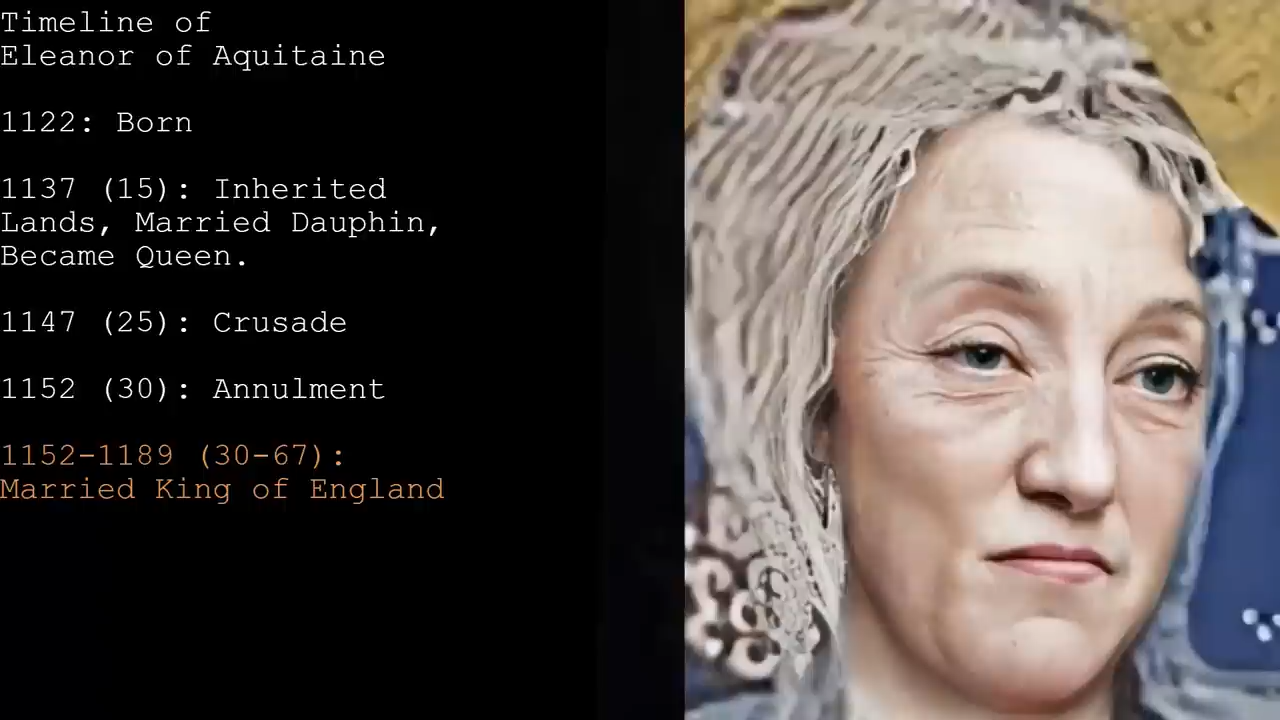 Timeline of
Eleanor of Aquitaine
1122: Born
1137 (15): Inherited
Lands, Married Dauphin,
Became Queen.
1147 (25): Crusade
1152 (30): Annulment
1152-1189 (30-67):
Married King of England